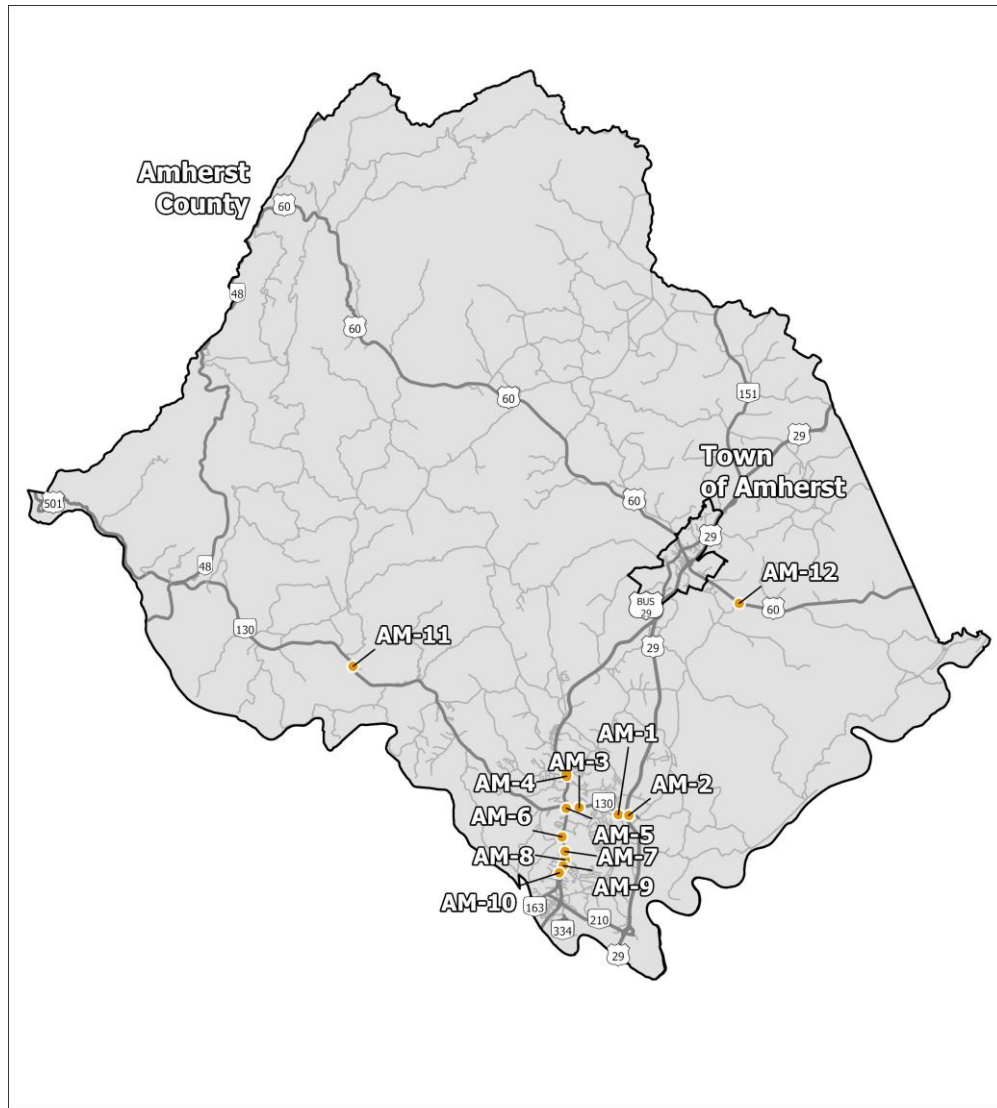 Amherst
County
60
48
60
151
60
29
Town
of Amherst
501
60
29
48
AM-12
BUS
29
60
130
AM-11
29
AM-1
AM-3
AM-4
AM-2
130
AM-6
AM-5
AM-8
AM-7
AM-9
AM-10
163
210
334
29